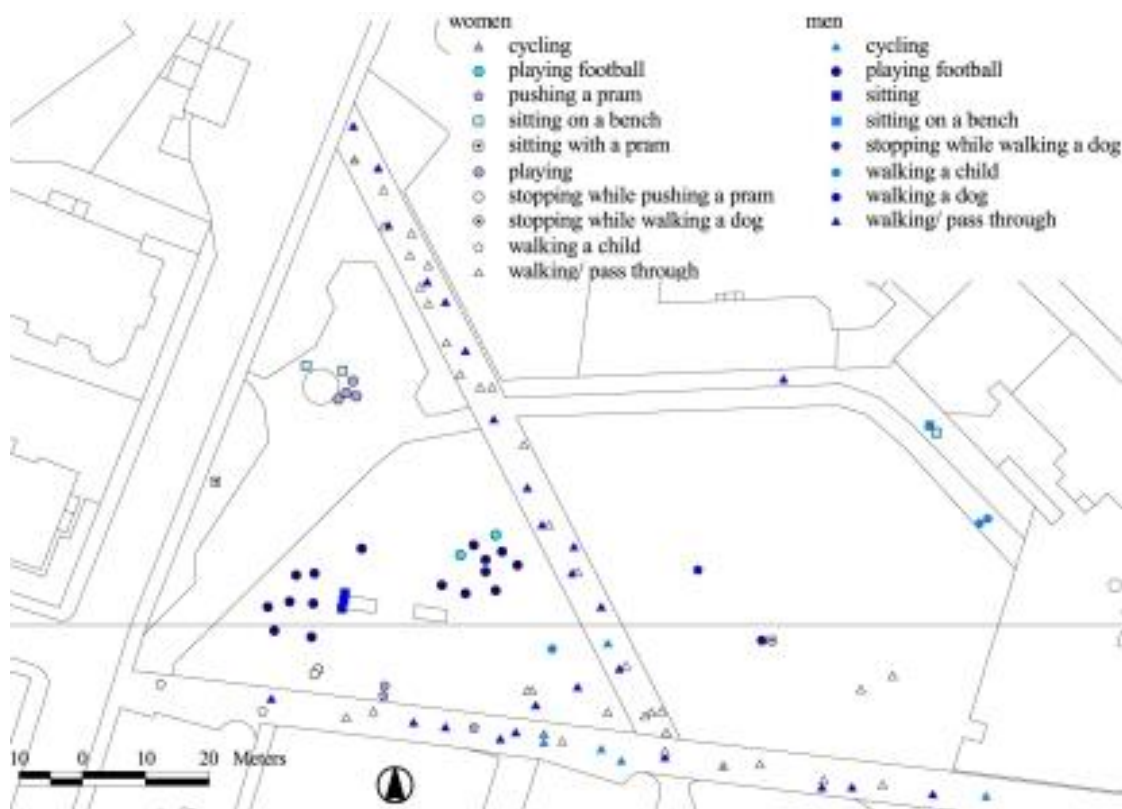 women
cycling
playing football
pushing a pram
sitting on a bench
sitting with a pram
playing
stopping while pushing a pram
stopping while walking a dog
walking a child
walking/ pass through
men
cycling
playing football
sitting
sitting on a bench
stopping while walking a dog
walking a child
walking a dog
walking/ pass through
10 0 10 20 Meters